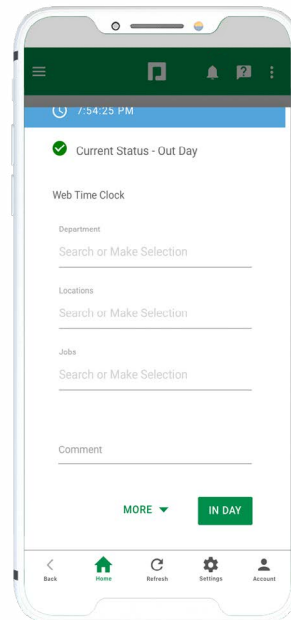 7:54:25 PM
Current Status - Out Day
Web Time Clock
Department
Search or Make Selection
Locations
Search or Make Selection
Jobs
Search or Make Selection
Comment
MORE
IN DAY
Back Home Refresh Settings Account